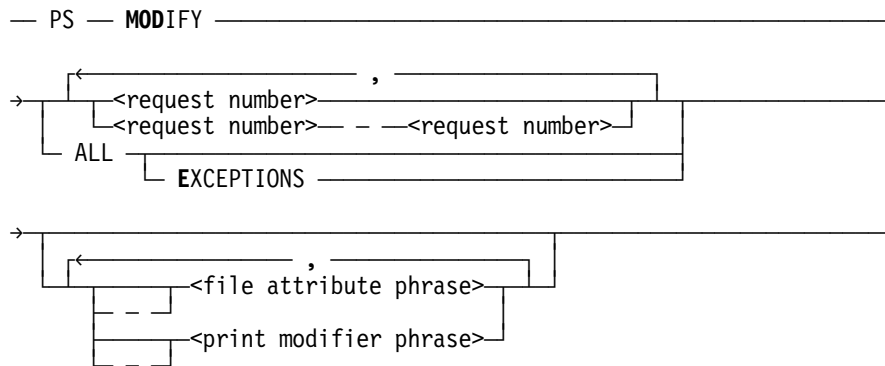 PS — MODIFY
,
<request number>
<request number> — <request number>
ALL
EXCEPTIONS
,
— <file attribute phrase>
— <print modifier phrase>